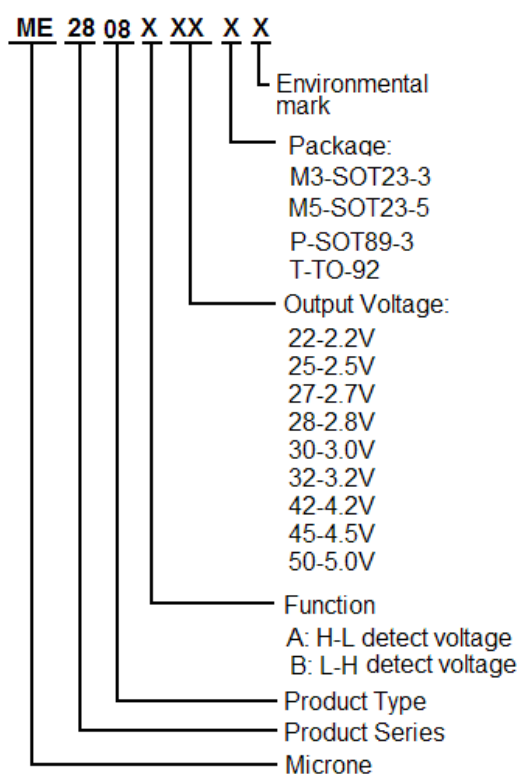 ME 28 08 X XX X X
Environmental
mark
Package:
M3-SOT23-3
M5-SOT23-5
P-SOT89-3
T-TO-92
Output Voltage:
22-2.2V
25-2.5V
27-2.7V
28-2.8V
30-3.0V
32-3.2V
42-4.2V
45-4.5V
50-5.0V
Function
A: H-L detect voltage
B: L-H detect voltage
Product Type
Product Series
Microne